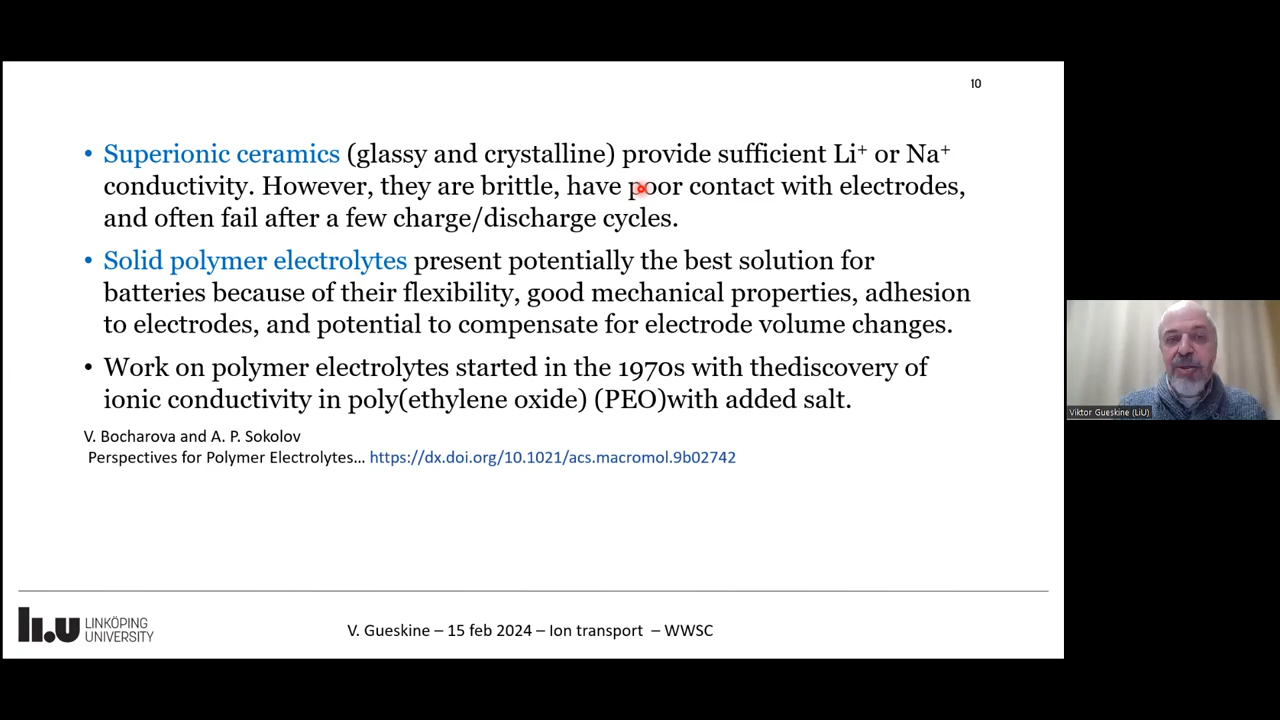 10
• Superionic ceramics (glassy and crystalline) provide sufficient Li⁺ or Na⁺
conductivity. However, they are brittle, have poor contact with electrodes,
and often fail after a few charge/discharge cycles.
• Solid polymer electrolytes present potentially the best solution for
batteries because of their flexibility, good mechanical properties, adhesion
to electrodes, and potential to compensate for electrode volume changes.
• Work on polymer electrolytes started in the 1970s with thediscovery of
ionic conductivity in poly(ethylene oxide) (PEO)with added salt.
V. Bocharova and A. P. Sokolov
Perspectives for Polymer Electrolytes… https://dx.doi.org/10.1021/acs.macromol.9b02742
Viktor Gueskine (LiU)
li.u LINKÖPING
UNIVERSITY
V. Gueskine – 15 feb 2024 – Ion transport – WWSC